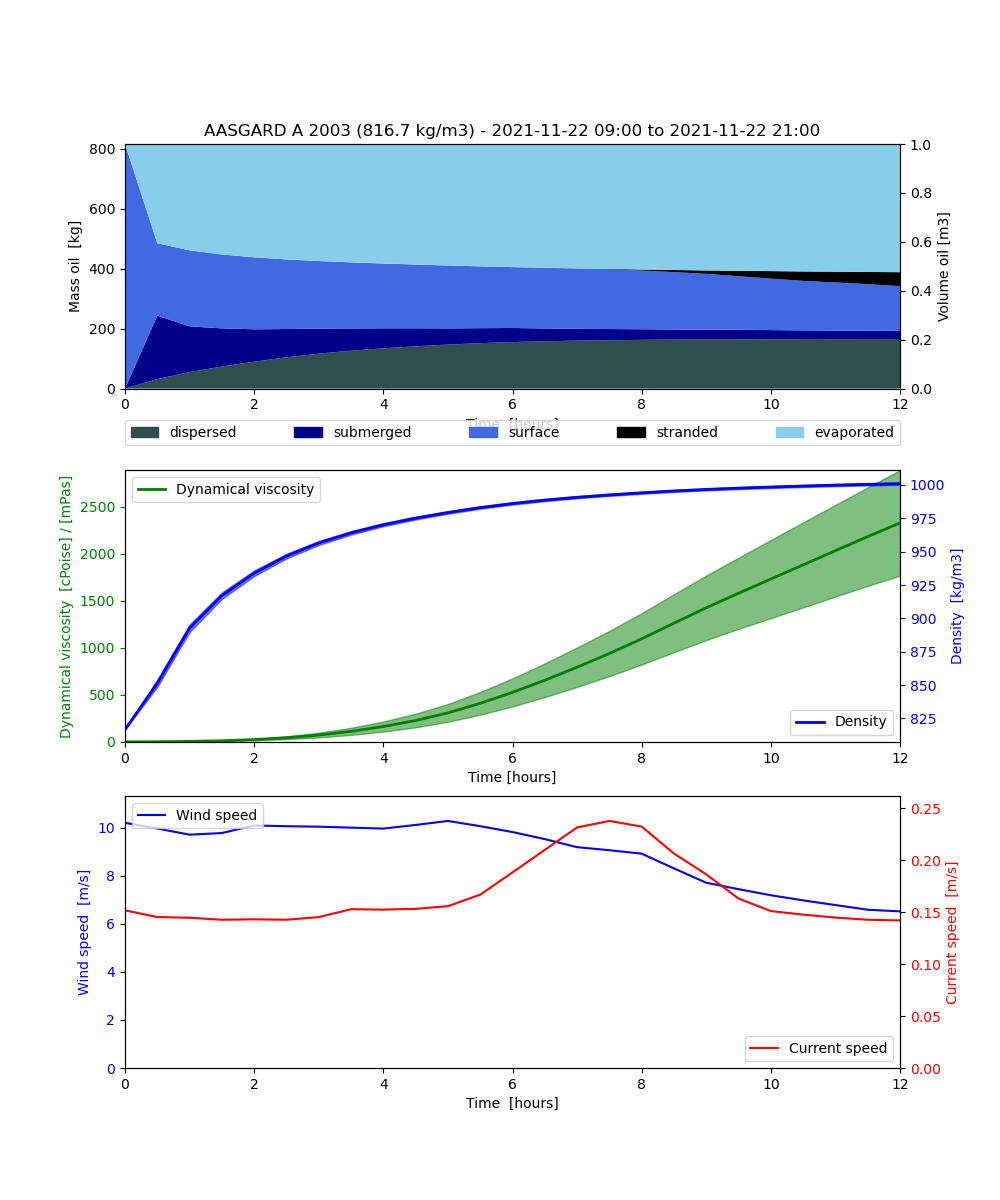 AASGARD A 2003 (816.7 kg/m3) - 2021-11-22 09:00 to 2021-11-22 21:00
Mass oil [kg]
800
600
400
200
0
Volume oil [m3]
1.0
0.8
0.6
0.4
0.2
0.0
0 2 4 6 8 10 12
Time [hours]
dispersed submerged surface stranded evaporated
Dynamical viscosity [cPoise] / [mPas]
2500
2000
1500
1000
500
0
Dynamical viscosity
Density [kg/m3]
1000
975
950
925
900
875
850
825
Density
0 2 4 6 8 10 12
Time [hours]
Wind speed [m/s]
10
8
6
4
2
0
Wind speed
Current speed [m/s]
0.25
0.20
0.15
0.10
0.05
0.00
Current speed
0 2 4 6 8 10 12
Time [hours]